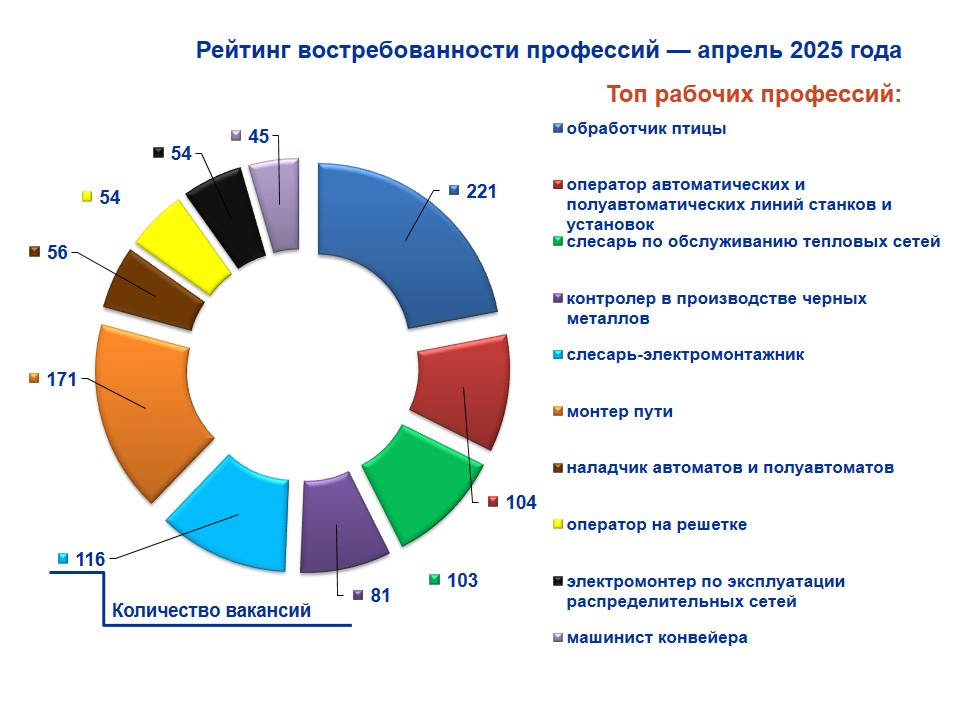 Рейтинг востребованности профессий — апрель 2025 года
Топ рабочих профессий:
обработчик птицы
оператор автоматических и
полуавтоматических линий станков и
установок
слесарь по обслуживанию тепловых сетей
контролер в производстве черных
металлов
слесарь-электромонтажник
монтер пути
наладчик автоматов и полуавтоматов
оператор на решетке
электромонтер по эксплуатации
распределительных сетей
машинист конвейера
45
54
221
54
56
171
104
116
103
81
Количество вакансий